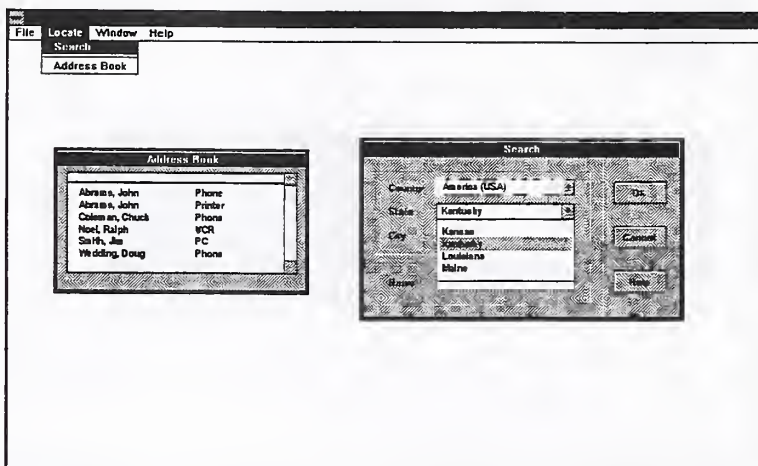 File Locate Window Help
Search
Address Book
Address Book
Abrams, John Phone
Abrams, John Printer
Coleman, Chuck Phone
Noel, Ralph VCR
Smith, Jim PC
Wedding, Doug Phone
Search
Country America (USA)
State Kentucky
City
Kansas
Kentucky
Louisiana
Maine
Name
Ok
Cancel
Help